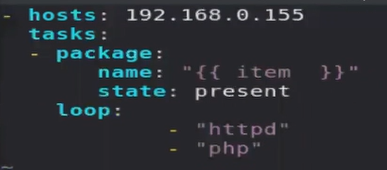 - hosts: 192.168.0.155
  tasks:
  - package:
       name: "{{ item  }}"
       state: present
    loop:
             - "httpd"
             - "php"